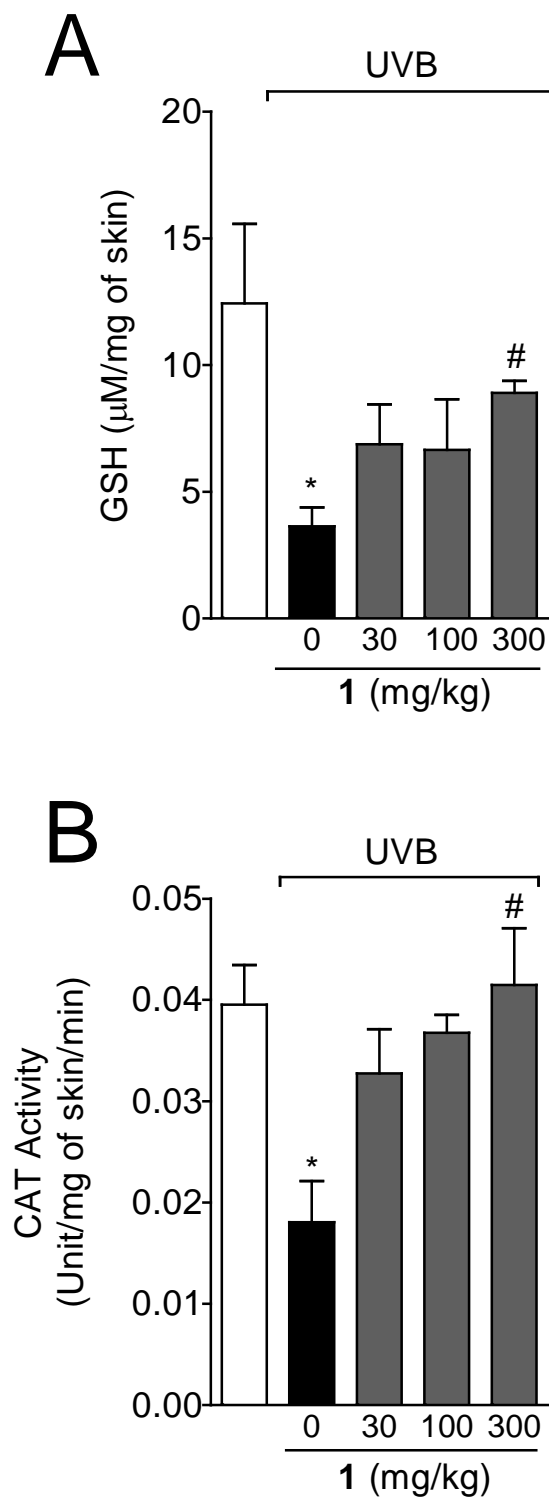 A
UVB
20
15
10
5
0
GSH (μM/mg of skin)
*
#
0 30 100 300
1 (mg/kg)
B
UVB
0.05
0.04
0.03
0.02
0.01
0.00
CAT Activity
(Unit/mg of skin/min)
*
#
0 30 100 300
1 (mg/kg)